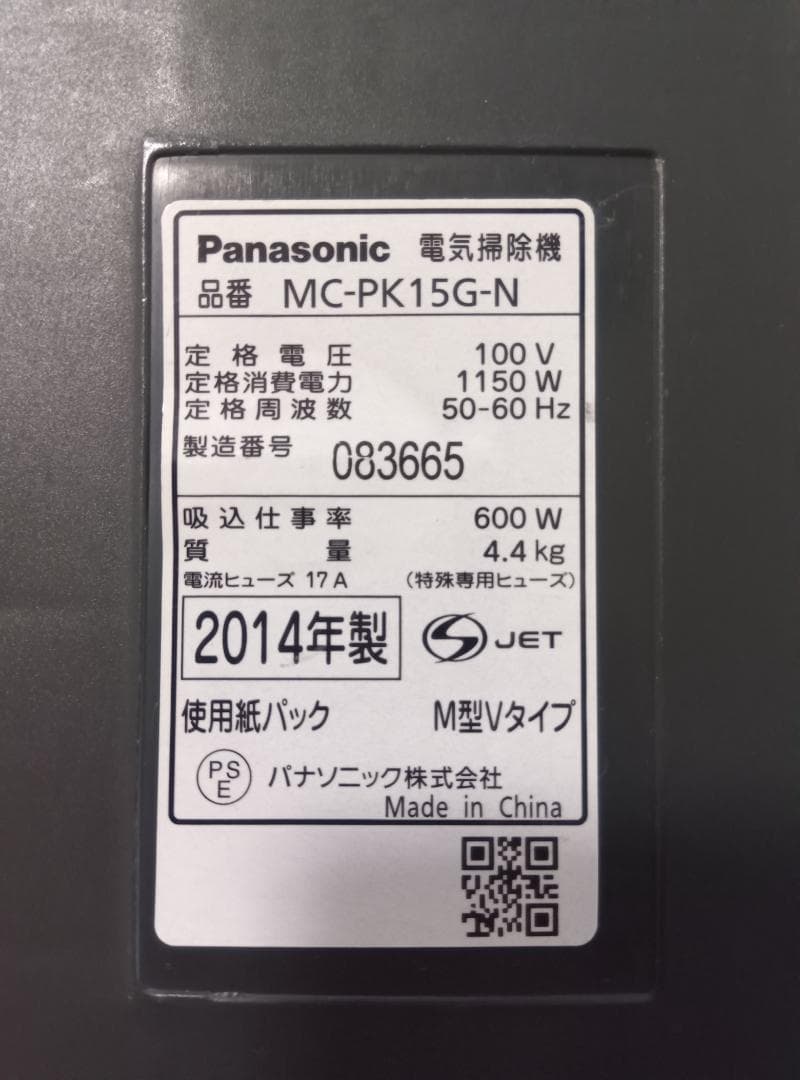 Panasonic 電気掃除機
品番 MC-PK15G-N
定格電圧 100 V
定格消費電力 1150 W
定格周波数 50-60 Hz
製造番号 083665
吸込仕事率 600 W
質量 4.4 kg
電流ヒューズ 17 A (特殊専用ヒューズ)
2014年製 S JET
使用紙パック M型Vタイプ
PSE パナソニック株式会社
Made in China